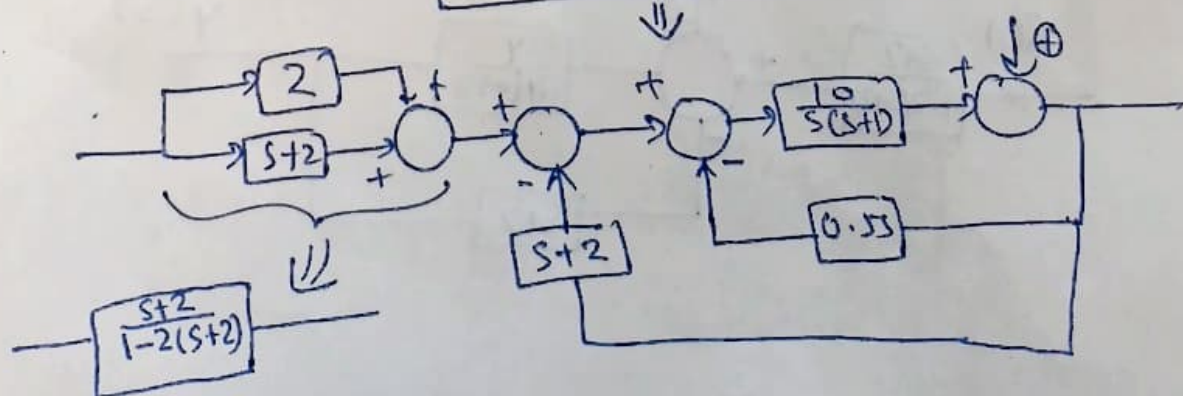 ⇓
+ ⊕
2 + + + 10
S(S+1)
S+2 + - -
0.5S
S+2
S+2
1-2(S+2)